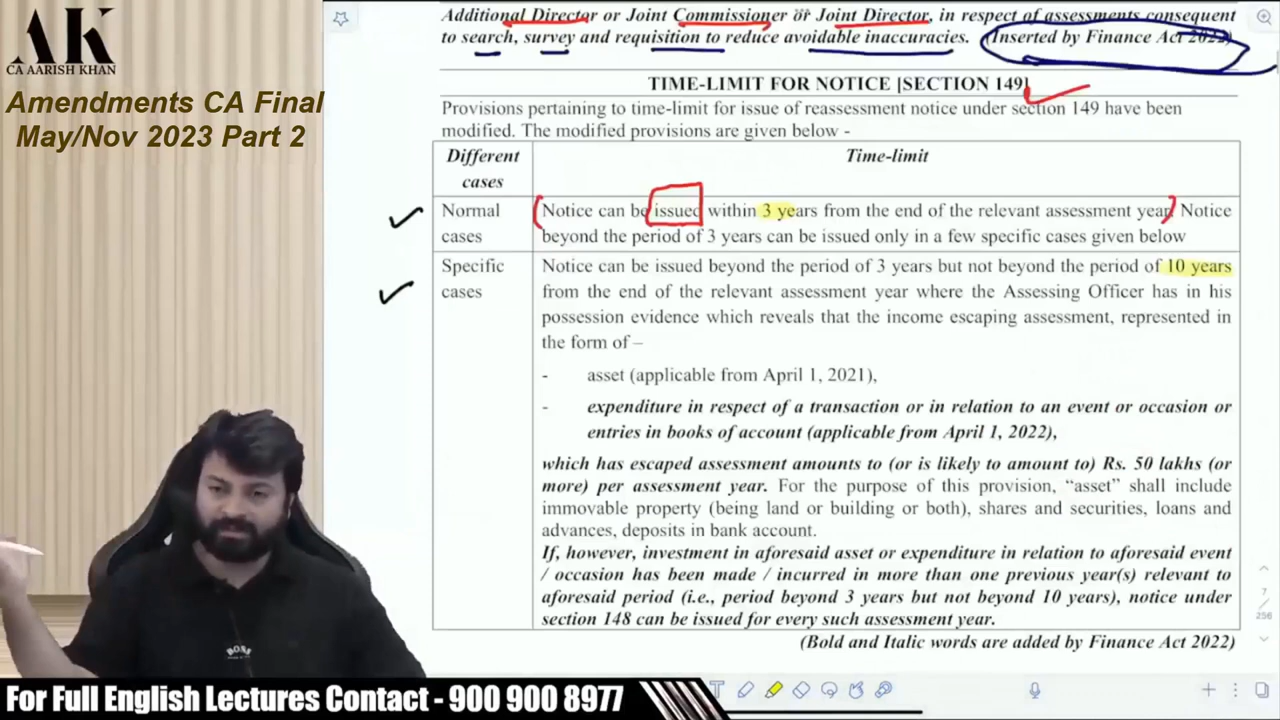 AK
CA AARISH KHAN
Amendments CA Final
May/Nov 2023 Part 2
Additional Director or Joint Commissioner or Joint Director, in respect of assessments consequent
to search, survey and requisition to reduce avoidable inaccuracies. (Inserted by Finance Act 2022)
TIME-LIMIT FOR NOTICE [SECTION 149]
Provisions pertaining to time-limit for issue of reassessment notice under section 149 have been
modified. The modified provisions are given below -
Different cases
Time-limit
Normal cases
Notice can be issued within 3 years from the end of the relevant assessment year. Notice
beyond the period of 3 years can be issued only in a few specific cases given below
Specific cases
Notice can be issued beyond the period of 3 years but not beyond the period of 10 years
from the end of the relevant assessment year where the Assessing Officer has in his
possession evidence which reveals that the income escaping assessment, represented in
the form of –
- asset (applicable from April 1, 2021),
- expenditure in respect of a transaction or in relation to an event or occasion or
entries in books of account (applicable from April 1, 2022),
which has escaped assessment amounts to (or is likely to amount to) Rs. 50 lakhs (or
more) per assessment year. For the purpose of this provision, “asset” shall include
immovable property (being land or building or both), shares and securities, loans and
advances, deposits in bank account.
If, however, investment in aforesaid asset or expenditure in relation to aforesaid event
/ occasion has been made / incurred in more than one previous year(s) relevant to
aforesaid period (i.e., period beyond 3 years but not beyond 10 years), notice under
section 148 can be issued for every such assessment year.
(Bold and Italic words are added by Finance Act 2022)
7
/
256
BOSS
For Full English Lectures Contact - 900 900 8977